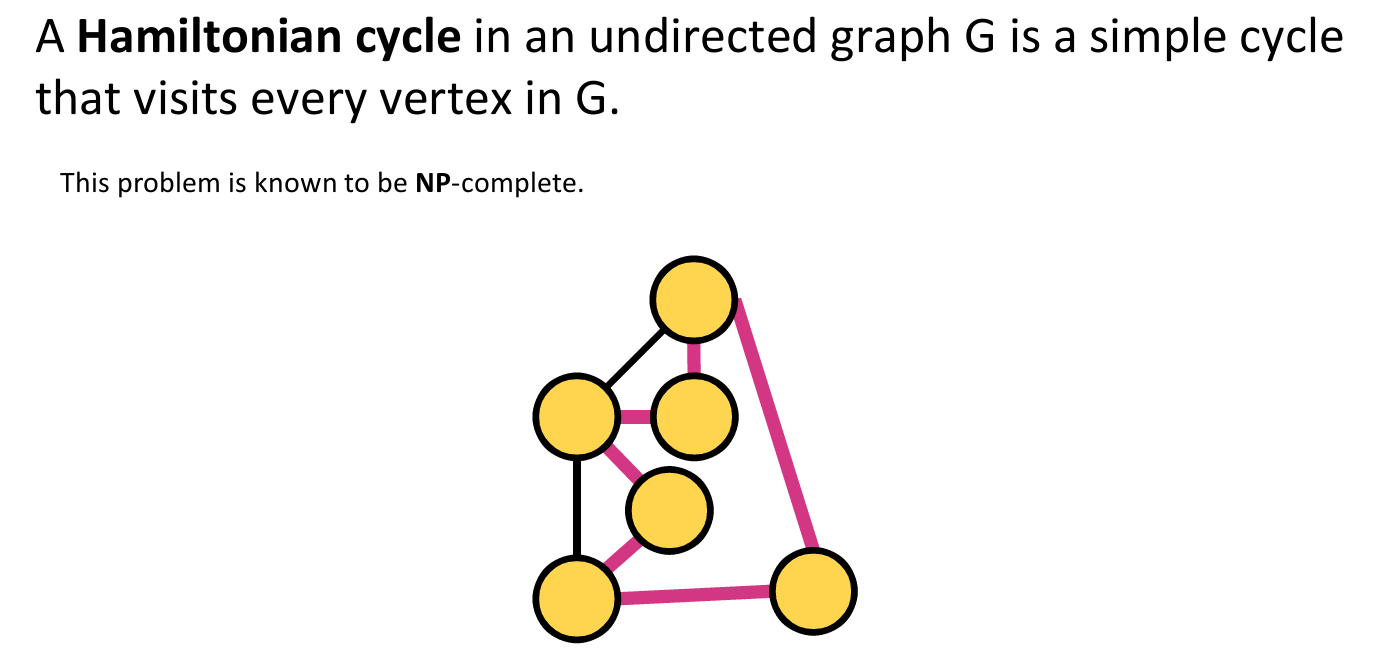 A Hamiltonian cycle in an undirected graph G is a simple cycle
that visits every vertex in G.
This problem is known to be NP-complete.